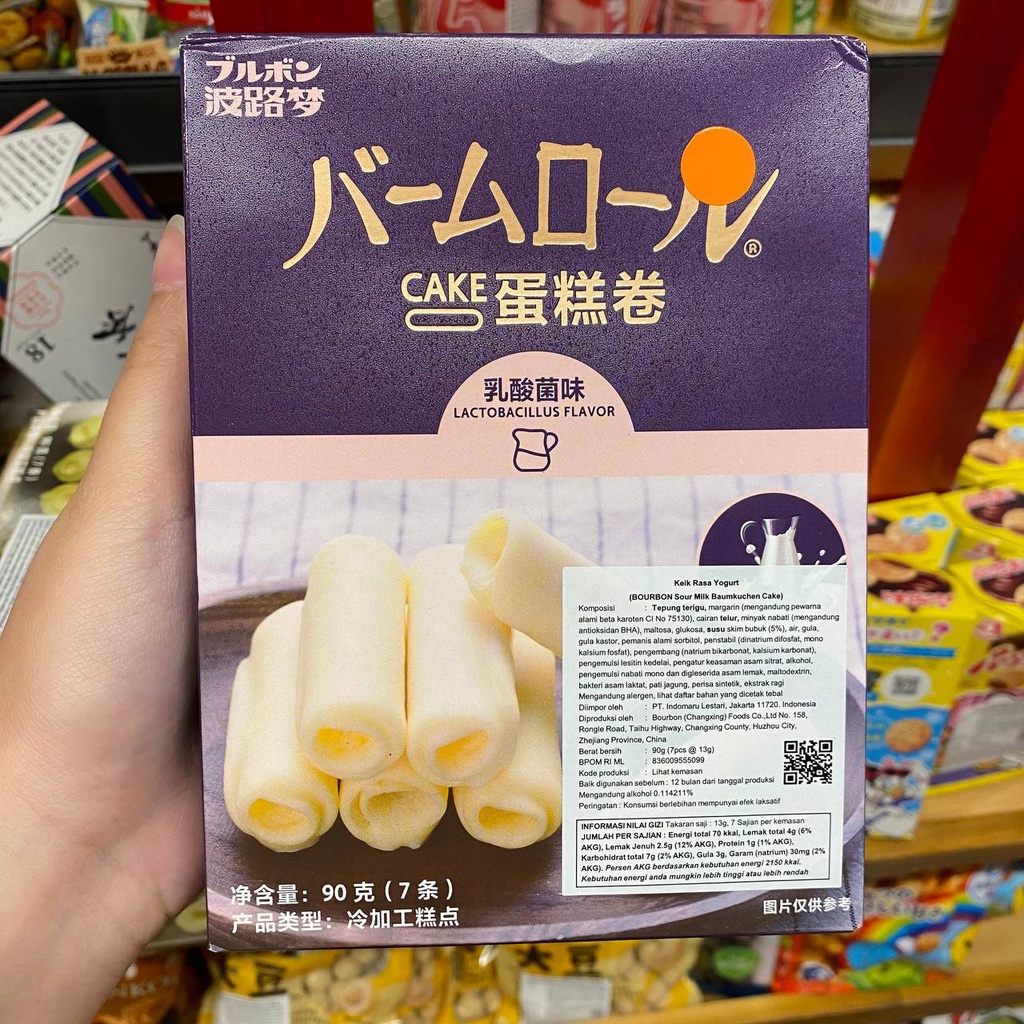 ブルボン
波路梦
バームロール®
CAKE 蛋糕卷
乳酸菌味
LACTOBACILLUS FLAVOR
Keik Rasa Yogurt
(BOURBON Sour Milk Baumkuchen Cake)
Komposisi : Tepung terigu, margarin (mengandung pewarna
alami beta karoten CI No 75130), cairan telur, minyak nabati (mengandung
antioksidan BHA), maltosa, glukosa, susu skim bubuk (5%), air, gula,
gula kastor, pemanis alami sorbitol, penstabil (dinatrium difosfat, mono
kalsium fosfat), pengembang (natrium bikarbonat, kalsium karbonat),
pengemulsi lesitin kedelai, pengatur keasaman asam sitrat, alkohol,
pengemulsi nabati mono dan digleserida asam lemak, maltodextrin,
bakteri asam laktat, pati jagung, perisa sintetik, ekstrak ragi
Mengandung alergen, lihat daftar bahan yang dicetak tebal
Diimpor oleh : PT. Indomaru Lestari, Jakarta 11720. Indonesia
Diproduksi oleh : Bourbon (Changxing) Foods Co.,Ltd No. 158,
Rongle Road, Taihu Highway, Changxing County, Huzhou City,
Zhejiang Province, China
Berat bersih : 90g (7pcs @ 13g)
BPOM RI ML : 836009555099
Kode produksi : Lihat kemasan
Baik digunakan sebelum : 12 bulan dari tanggal produksi
Mengandung alkohol 0.114211%
Peringatan : Konsumsi berlebihan mempunyai efek laksatif
INFORMASI NILAI GIZI Takaran saji : 13g, 7 Sajian per kemasan
JUMLAH PER SAJIAN : Energi total 70 kkal, Lemak total 4g (6%
AKG), Lemak Jenuh 2.5g (12% AKG), Protein 1g (1% AKG),
Karbohidrat total 7g (2% AKG), Gula 3g, Garam (natrium) 30mg (2%
AKG). Persen AKG berdasarkan kebutuhan energi 2150 kkal.
Kebutuhan energi anda mungkin lebih tinggi atau lebih rendah
净含量：90 克（7 条）
产品类型：冷加工糕点
图片仅供参考
18
大豆